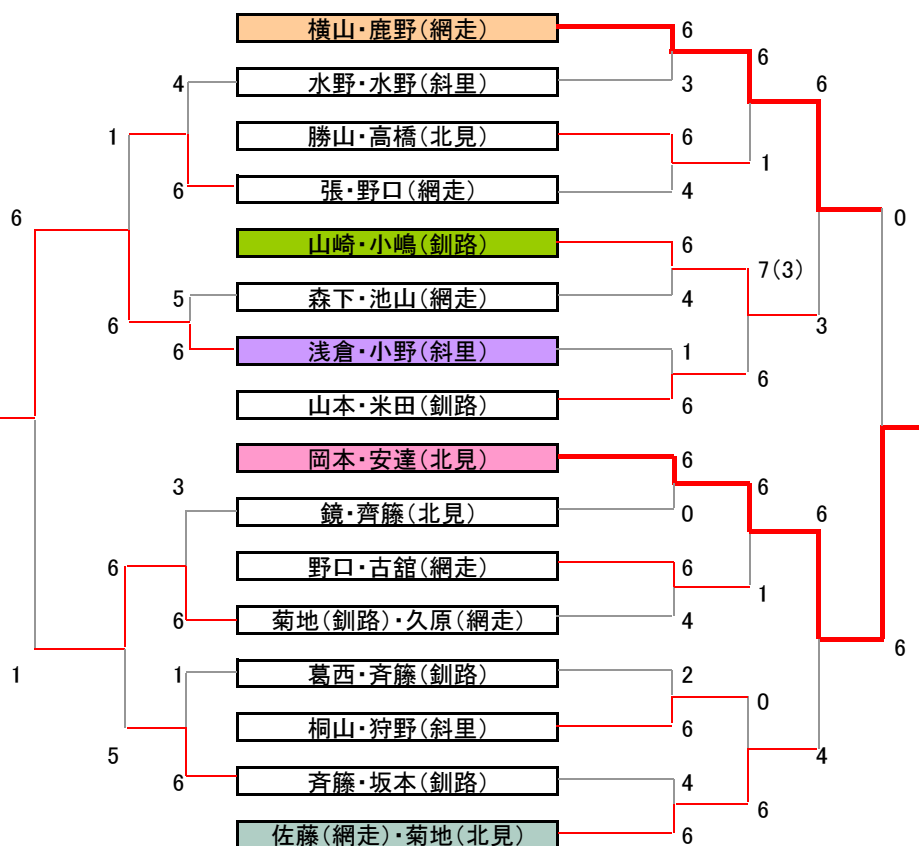 横山・鹿野(網走)
6
6
4
水野・水野(斜里)
3
6
1
勝山・高橋(北見)
6
1
6
張・野口(網走)
4
6
0
山崎・小嶋(釧路)
6
7(3)
5
森下・池山(網走)
4
6
3
6
浅倉・小野(斜里)
1
6
山本・米田(釧路)
6
岡本・安達(北見)
6
6
3
鏡・齊藤(北見)
0
6
6
野口・古舘(網走)
6
1
6
菊地(釧路)・久原(網走)
4
6
1
1
葛西・斉藤(釧路)
2
0
桐山・狩野(斜里)
6
5
4
6
斉藤・坂本(釧路)
4
6
佐藤(網走)・菊地(北見)
6